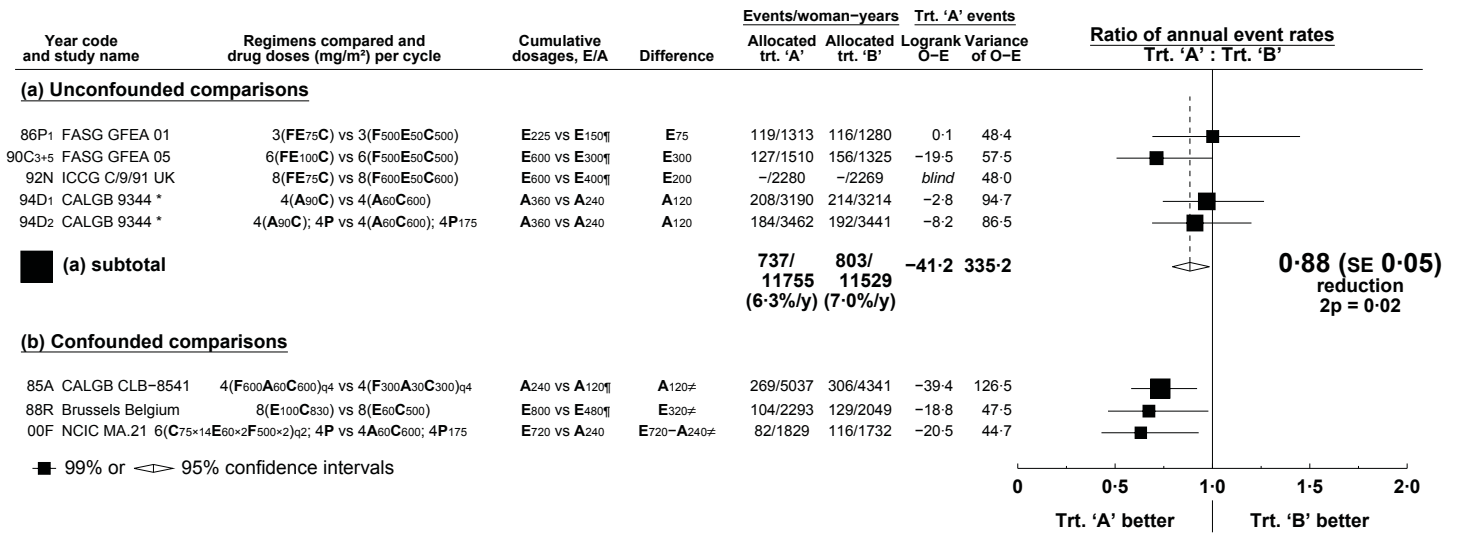 Events/woman−years Trt. ‘A’ events
Year code and study name Regimens compared and drug doses (mg/m²) per cycle Cumulative dosages, E/A Difference Allocated trt. ‘A’ Allocated trt. ‘B’ Logrank O−E Variance of O−E Ratio of annual event rates Trt. ‘A’ : Trt. ‘B’
(a) Unconfounded comparisons
86P1 FASG GFEA 01 3(FE75C) vs 3(F500E50C500) E225 vs E150¶ E75 119/1313 116/1280 0·1 48·4
90C3+5 FASG GFEA 05 6(FE100C) vs 6(F500E50C500) E600 vs E300¶ E300 127/1510 156/1325 −19·5 57·5
92N ICCG C/9/91 UK 8(FE75C) vs 8(F600E50C600) E600 vs E400¶ E200 −/2280 −/2269 blind 48·0
94D1 CALGB 9344 * 4(A90C) vs 4(A60C600) A360 vs A240 A120 208/3190 214/3214 −2·8 94·7
94D2 CALGB 9344 * 4(A90C); 4P vs 4(A60C600); 4P175 A360 vs A240 A120 184/3462 192/3441 −8·2 86·5
(a) subtotal 737/ 803/ −41·2 335·2 0·88 (SE 0·05)
11755 11529 reduction
(6·3%/y) (7·0%/y) 2p = 0·02
(b) Confounded comparisons
85A CALGB CLB−8541 4(F600A60C600)q4 vs 4(F300A30C300)q4 A240 vs A120¶ A120≠ 269/5037 306/4341 −39·4 126·5
88R Brussels Belgium 8(E100C830) vs 8(E60C500) E800 vs E480¶ E320≠ 104/2293 129/2049 −18·8 47·5
00F NCIC MA.21 6(C75×14E60×2F500×2)q2; 4P vs 4A60C600; 4P175 E720 vs A240 E720−A240≠ 82/1829 116/1732 −20·5 44·7
99% or 95% confidence intervals
0 0·5 1·0 1·5 2·0
Trt. ‘A’ better Trt. ‘B’ better